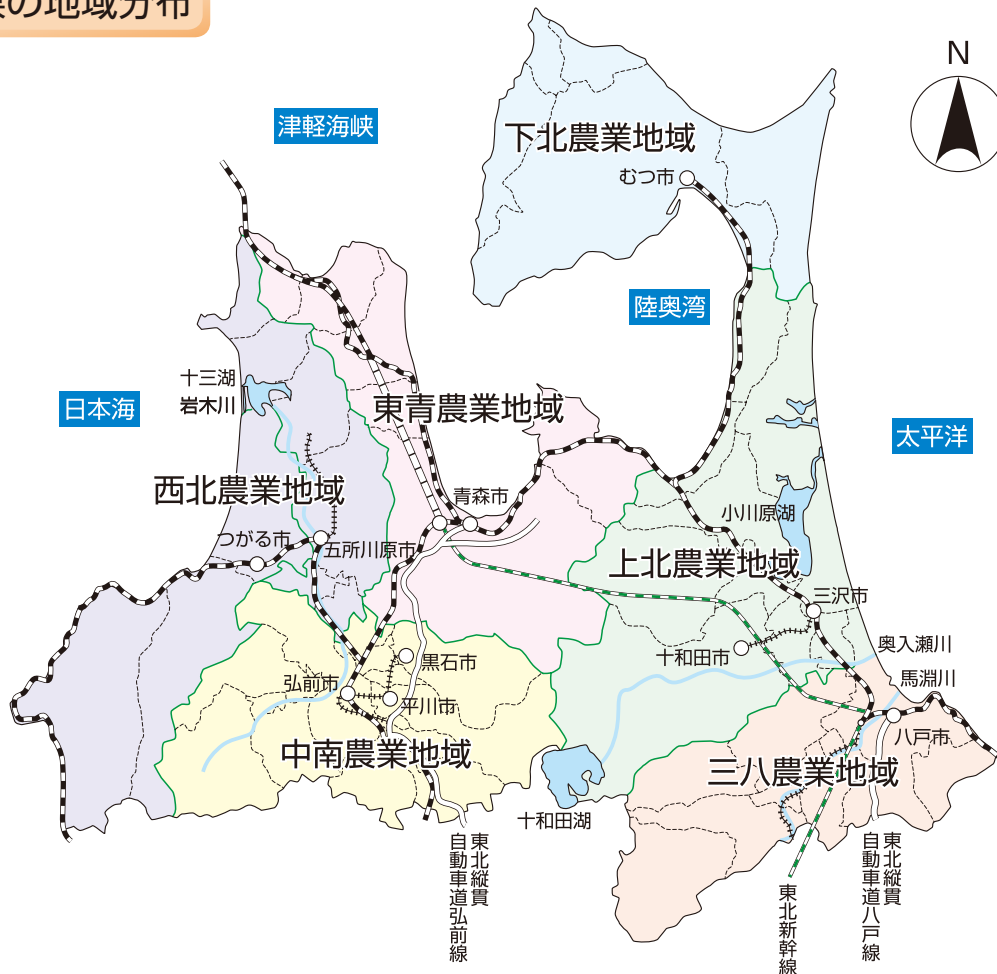 の地域分布
N
津軽海峡
下北農業地域
むつ市
陸奥湾
十三湖
岩木川
日本海
東青農業地域
太平洋
西北農業地域
青森市
小川原湖
つがる市
五所川原市
上北農業地域
三沢市
奥入瀬川
十和田市
黒石市
馬淵川
弘前市
平川市
八戸市
中南農業地域
三八農業地域
十和田湖
東北縦貫
自動車道弘前線
東北新幹線
東北縦貫
自動車道八戸線